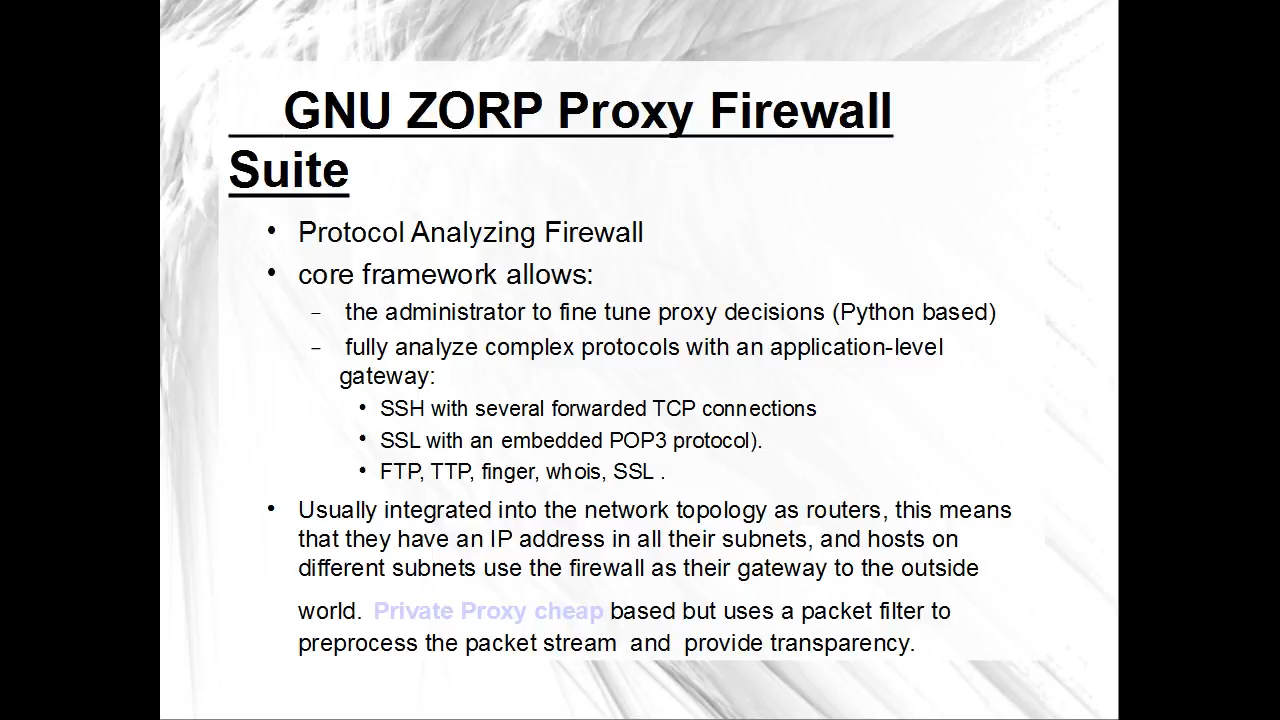 GNU ZORP Proxy Firewall
Suite
• Protocol Analyzing Firewall
• core framework allows:
– the administrator to fine tune proxy decisions (Python based)
– fully analyze complex protocols with an application-level
gateway:
• SSH with several forwarded TCP connections
• SSL with an embedded POP3 protocol).
• FTP, TTP, finger, whois, SSL .
• Usually integrated into the network topology as routers, this means
that they have an IP address in all their subnets, and hosts on
different subnets use the firewall as their gateway to the outside
world. Private Proxy cheap based but uses a packet filter to
preprocess the packet stream and provide transparency.